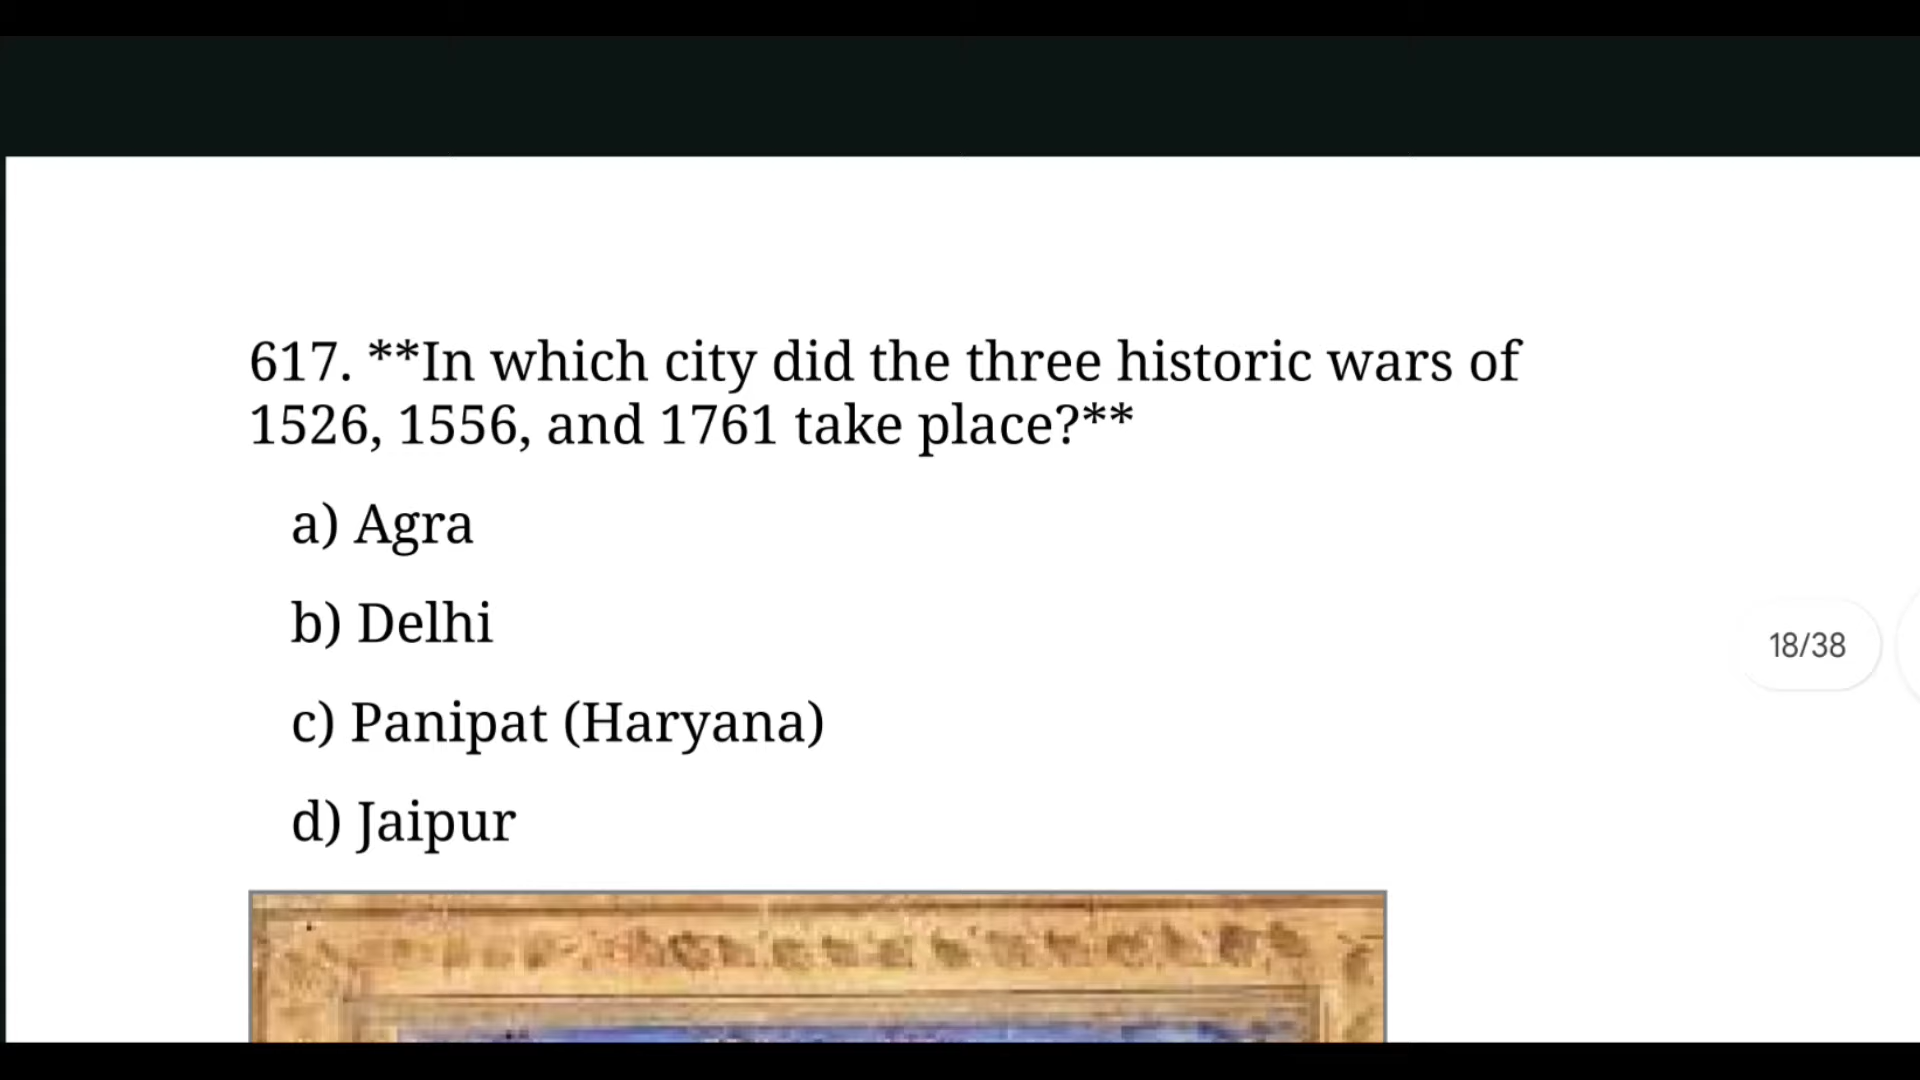 617. **In which city did the three historic wars of
1526, 1556, and 1761 take place?**
a) Agra
b) Delhi
c) Panipat (Haryana)
18/38
d) Jaipur